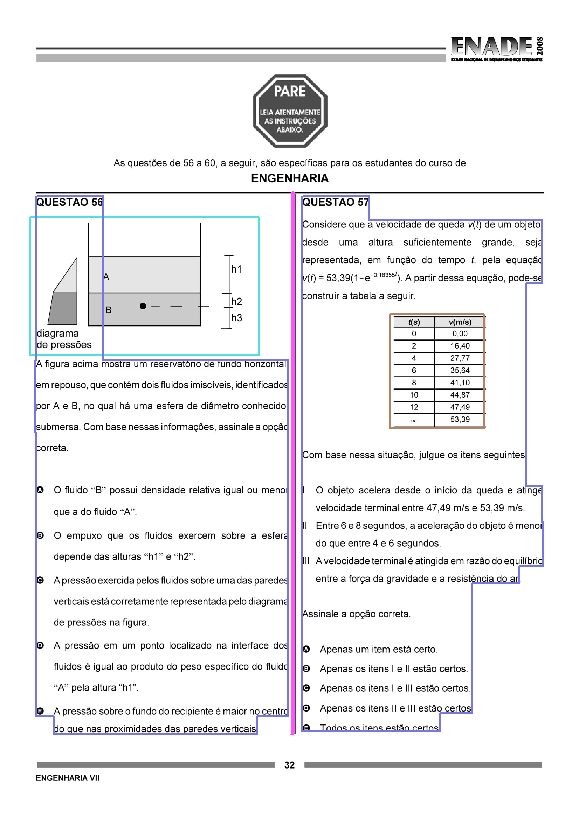 ENADE 2008
EXAME NACIONAL DE DESEMPENHO DOS ESTUDANTES
PARE
LEIA ATENTAMENTE
AS INSTRUÇÕES
ABAIXO.
As questões de 56 a 60, a seguir, são específicas para os estudantes do curso de
ENGENHARIA
QUESTÃO 56
A
B
h1
h2
h3
diagrama
de pressões
A figura acima mostra um reservatório de fundo horizontal,
em repouso, que contém dois fluidos imiscíveis, identificados
por A e B, no qual há uma esfera de diâmetro conhecido
submersa. Com base nessas informações, assinale a opção
correta.
A O fluido “B” possui densidade relativa igual ou menor
que a do fluido “A”.
B O empuxo que os fluidos exercem sobre a esfera
depende das alturas “h1” e “h2”.
C A pressão exercida pelos fluidos sobre uma das paredes
verticais está corretamente representada pelo diagrama
de pressões na figura.
D A pressão em um ponto localizado na interface dos
fluidos é igual ao produto do peso específico do fluido
“A” pela altura “h1”.
E A pressão sobre o fundo do recipiente é maior no centro
do que nas proximidades das paredes verticais.
QUESTÃO 57
Considere que a velocidade de queda v(t) de um objeto,
desde uma altura suficientemente grande, seja
representada, em função do tempo t, pela equação
v(t) = 53,39(1–e–0,18355t). A partir dessa equação, pode-se
construir a tabela a seguir.
t(s) v(m/s)
0 0,00
2 16,40
4 27,77
6 35,64
8 41,10
10 44,87
12 47,49
∞ 53,39
Com base nessa situação, julgue os itens seguintes.
I O objeto acelera desde o início da queda e atinge
velocidade terminal entre 47,49 m/s e 53,39 m/s.
II Entre 6 e 8 segundos, a aceleração do objeto é menor
do que entre 4 e 6 segundos.
III A velocidade terminal é atingida em razão do equilíbrio
entre a força da gravidade e a resistência do ar.
Assinale a opção correta.
A Apenas um item está certo.
B Apenas os itens I e II estão certos.
C Apenas os itens I e III estão certos.
D Apenas os itens II e III estão certos.
E Todos os itens estão certos.
32
ENGENHARIA VII